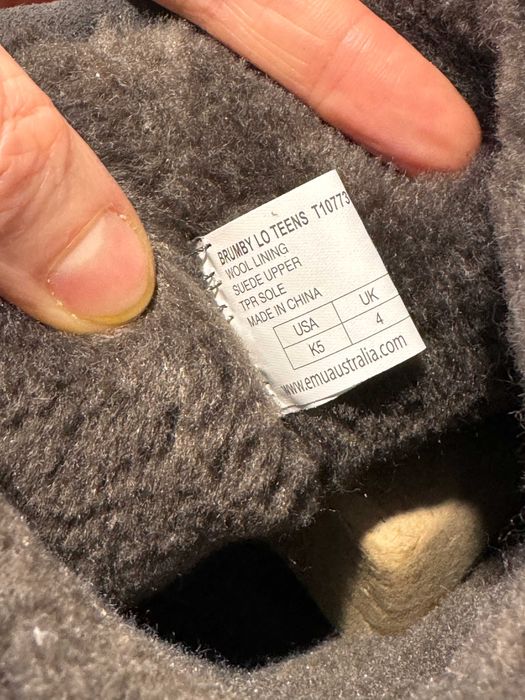 BRUMBY LO TEENS T10773
WOOL LINING
SUEDE UPPER
TPR SOLE
MADE IN CHINA
USA UK
K5 4
www.emuaustralia.com